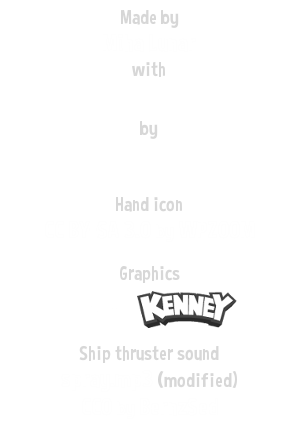 Made by
with
by
Hand icon
Graphics
KENNEY
Ship thruster sound
(modified)